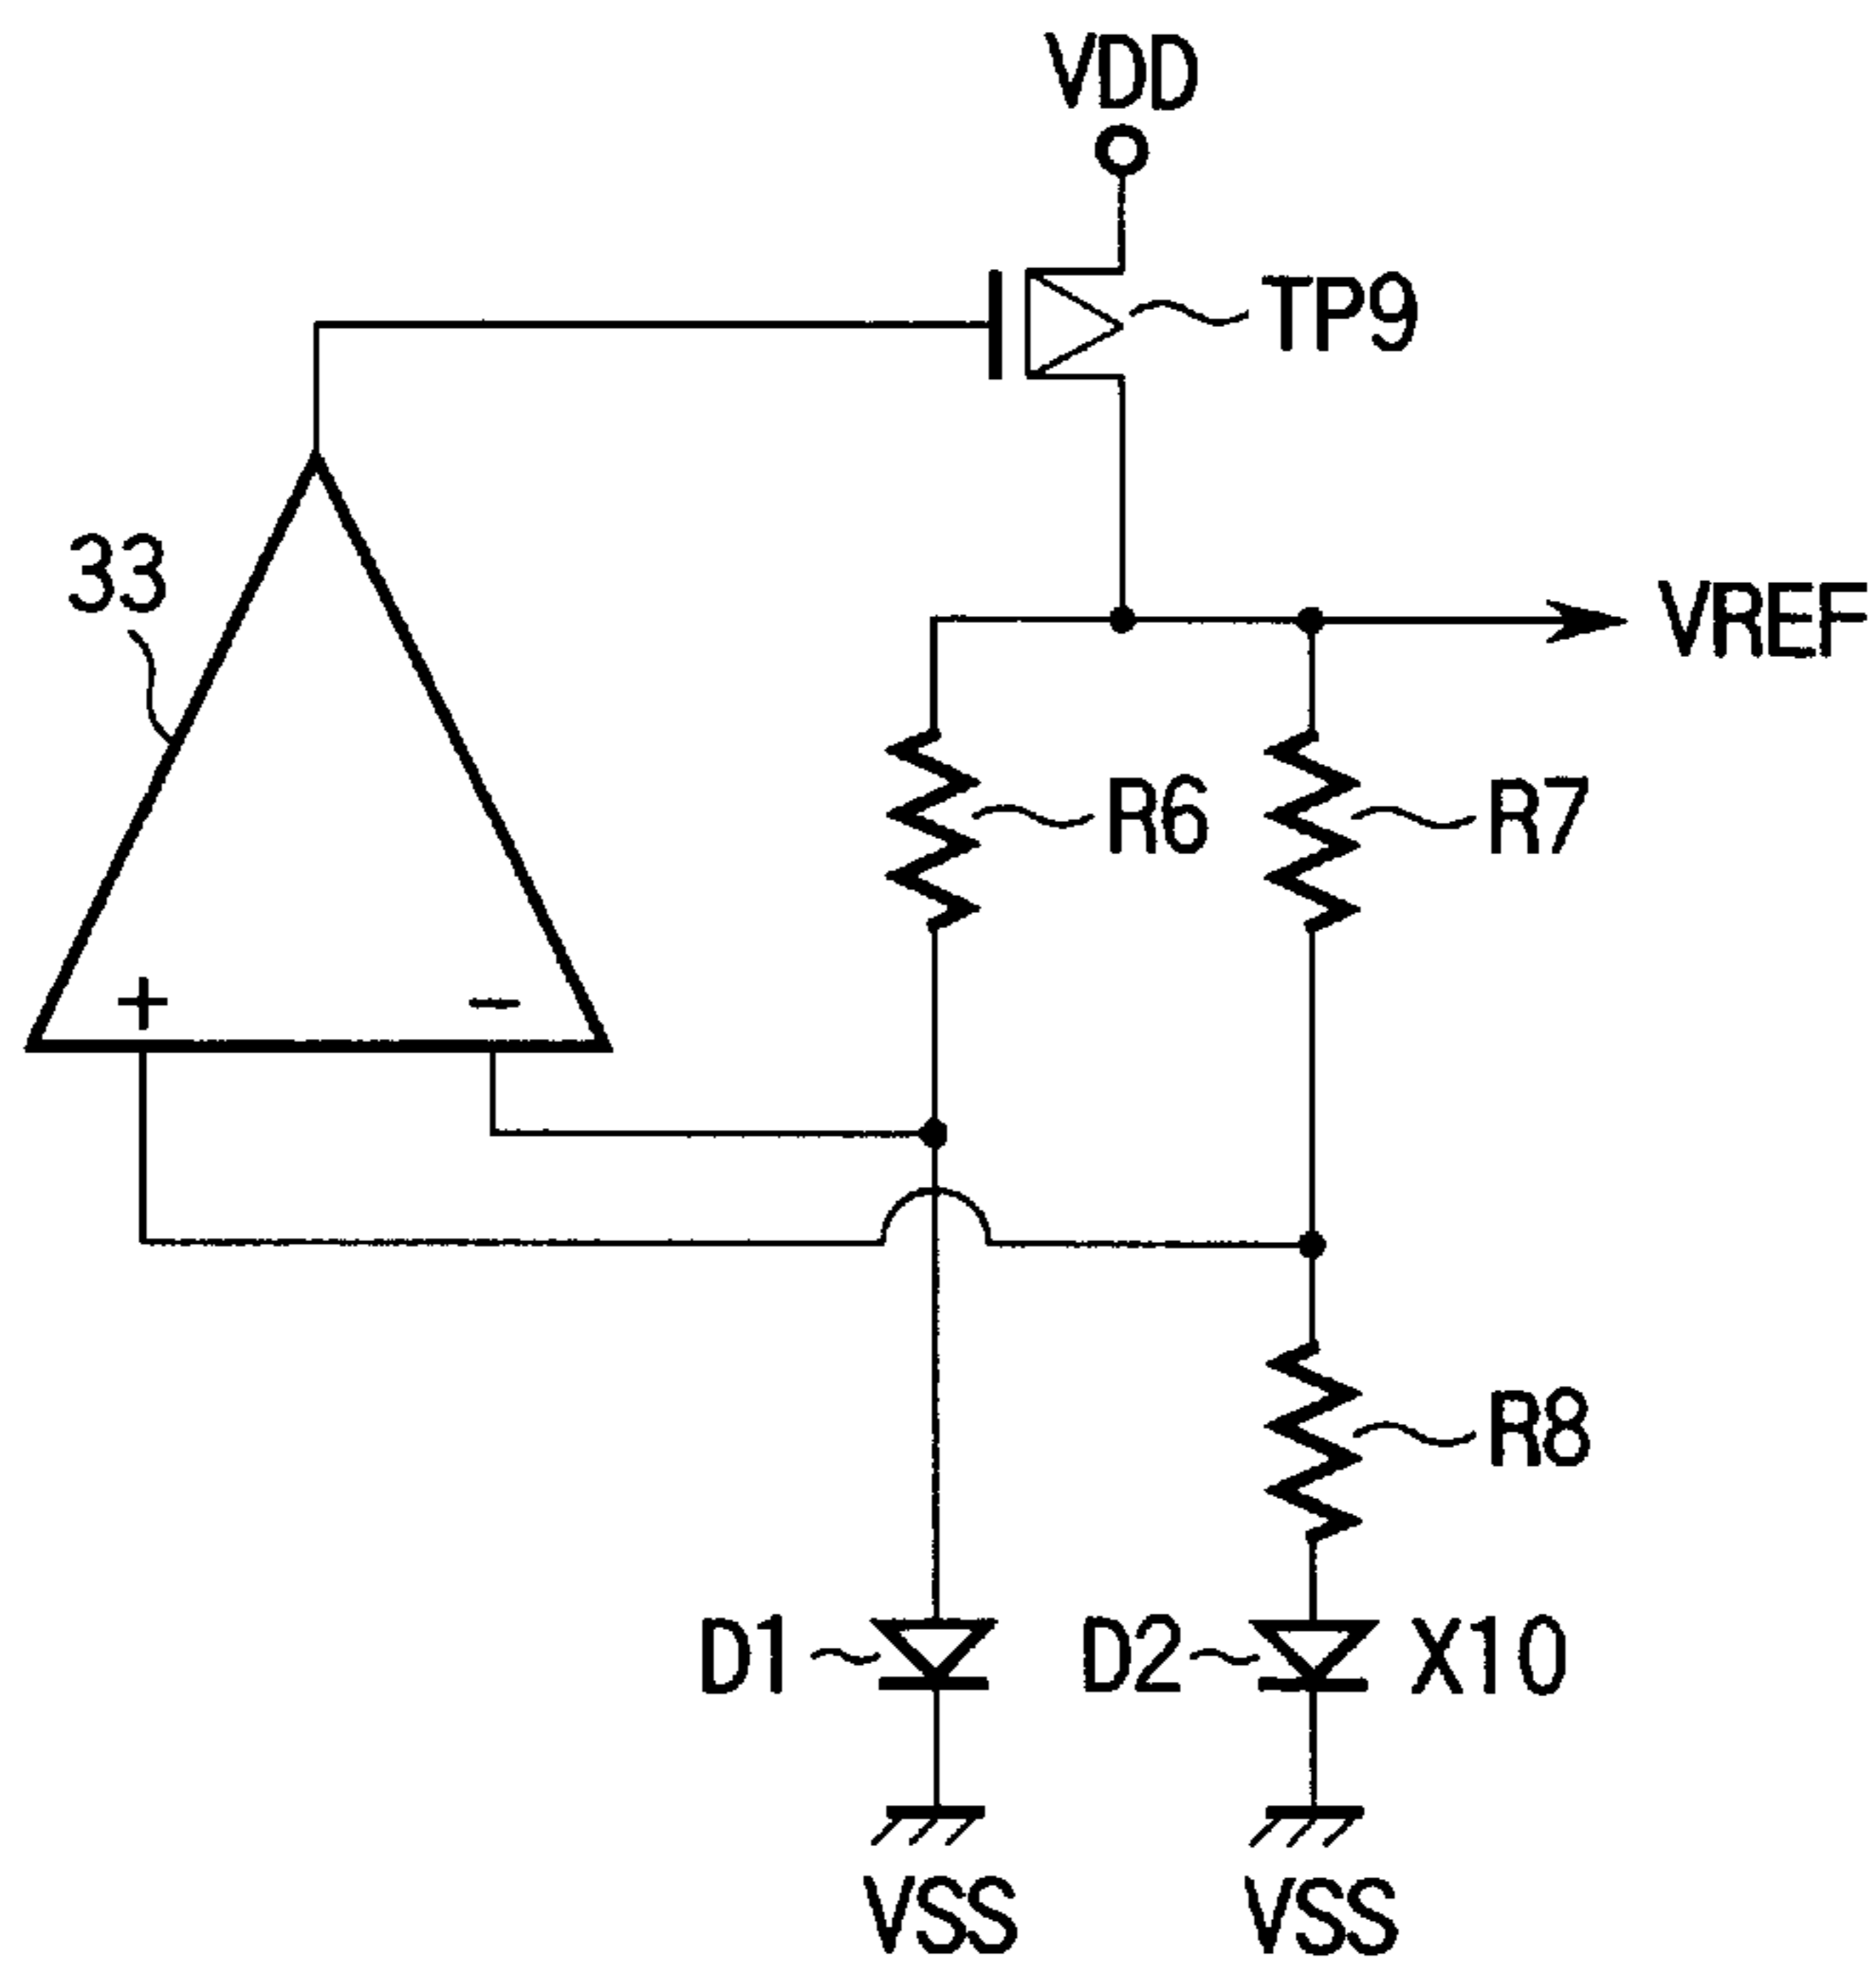 VDD
TP9
33
VREF
R6
R7
+
−
R8
D1
D2
X10
VSS
VSS